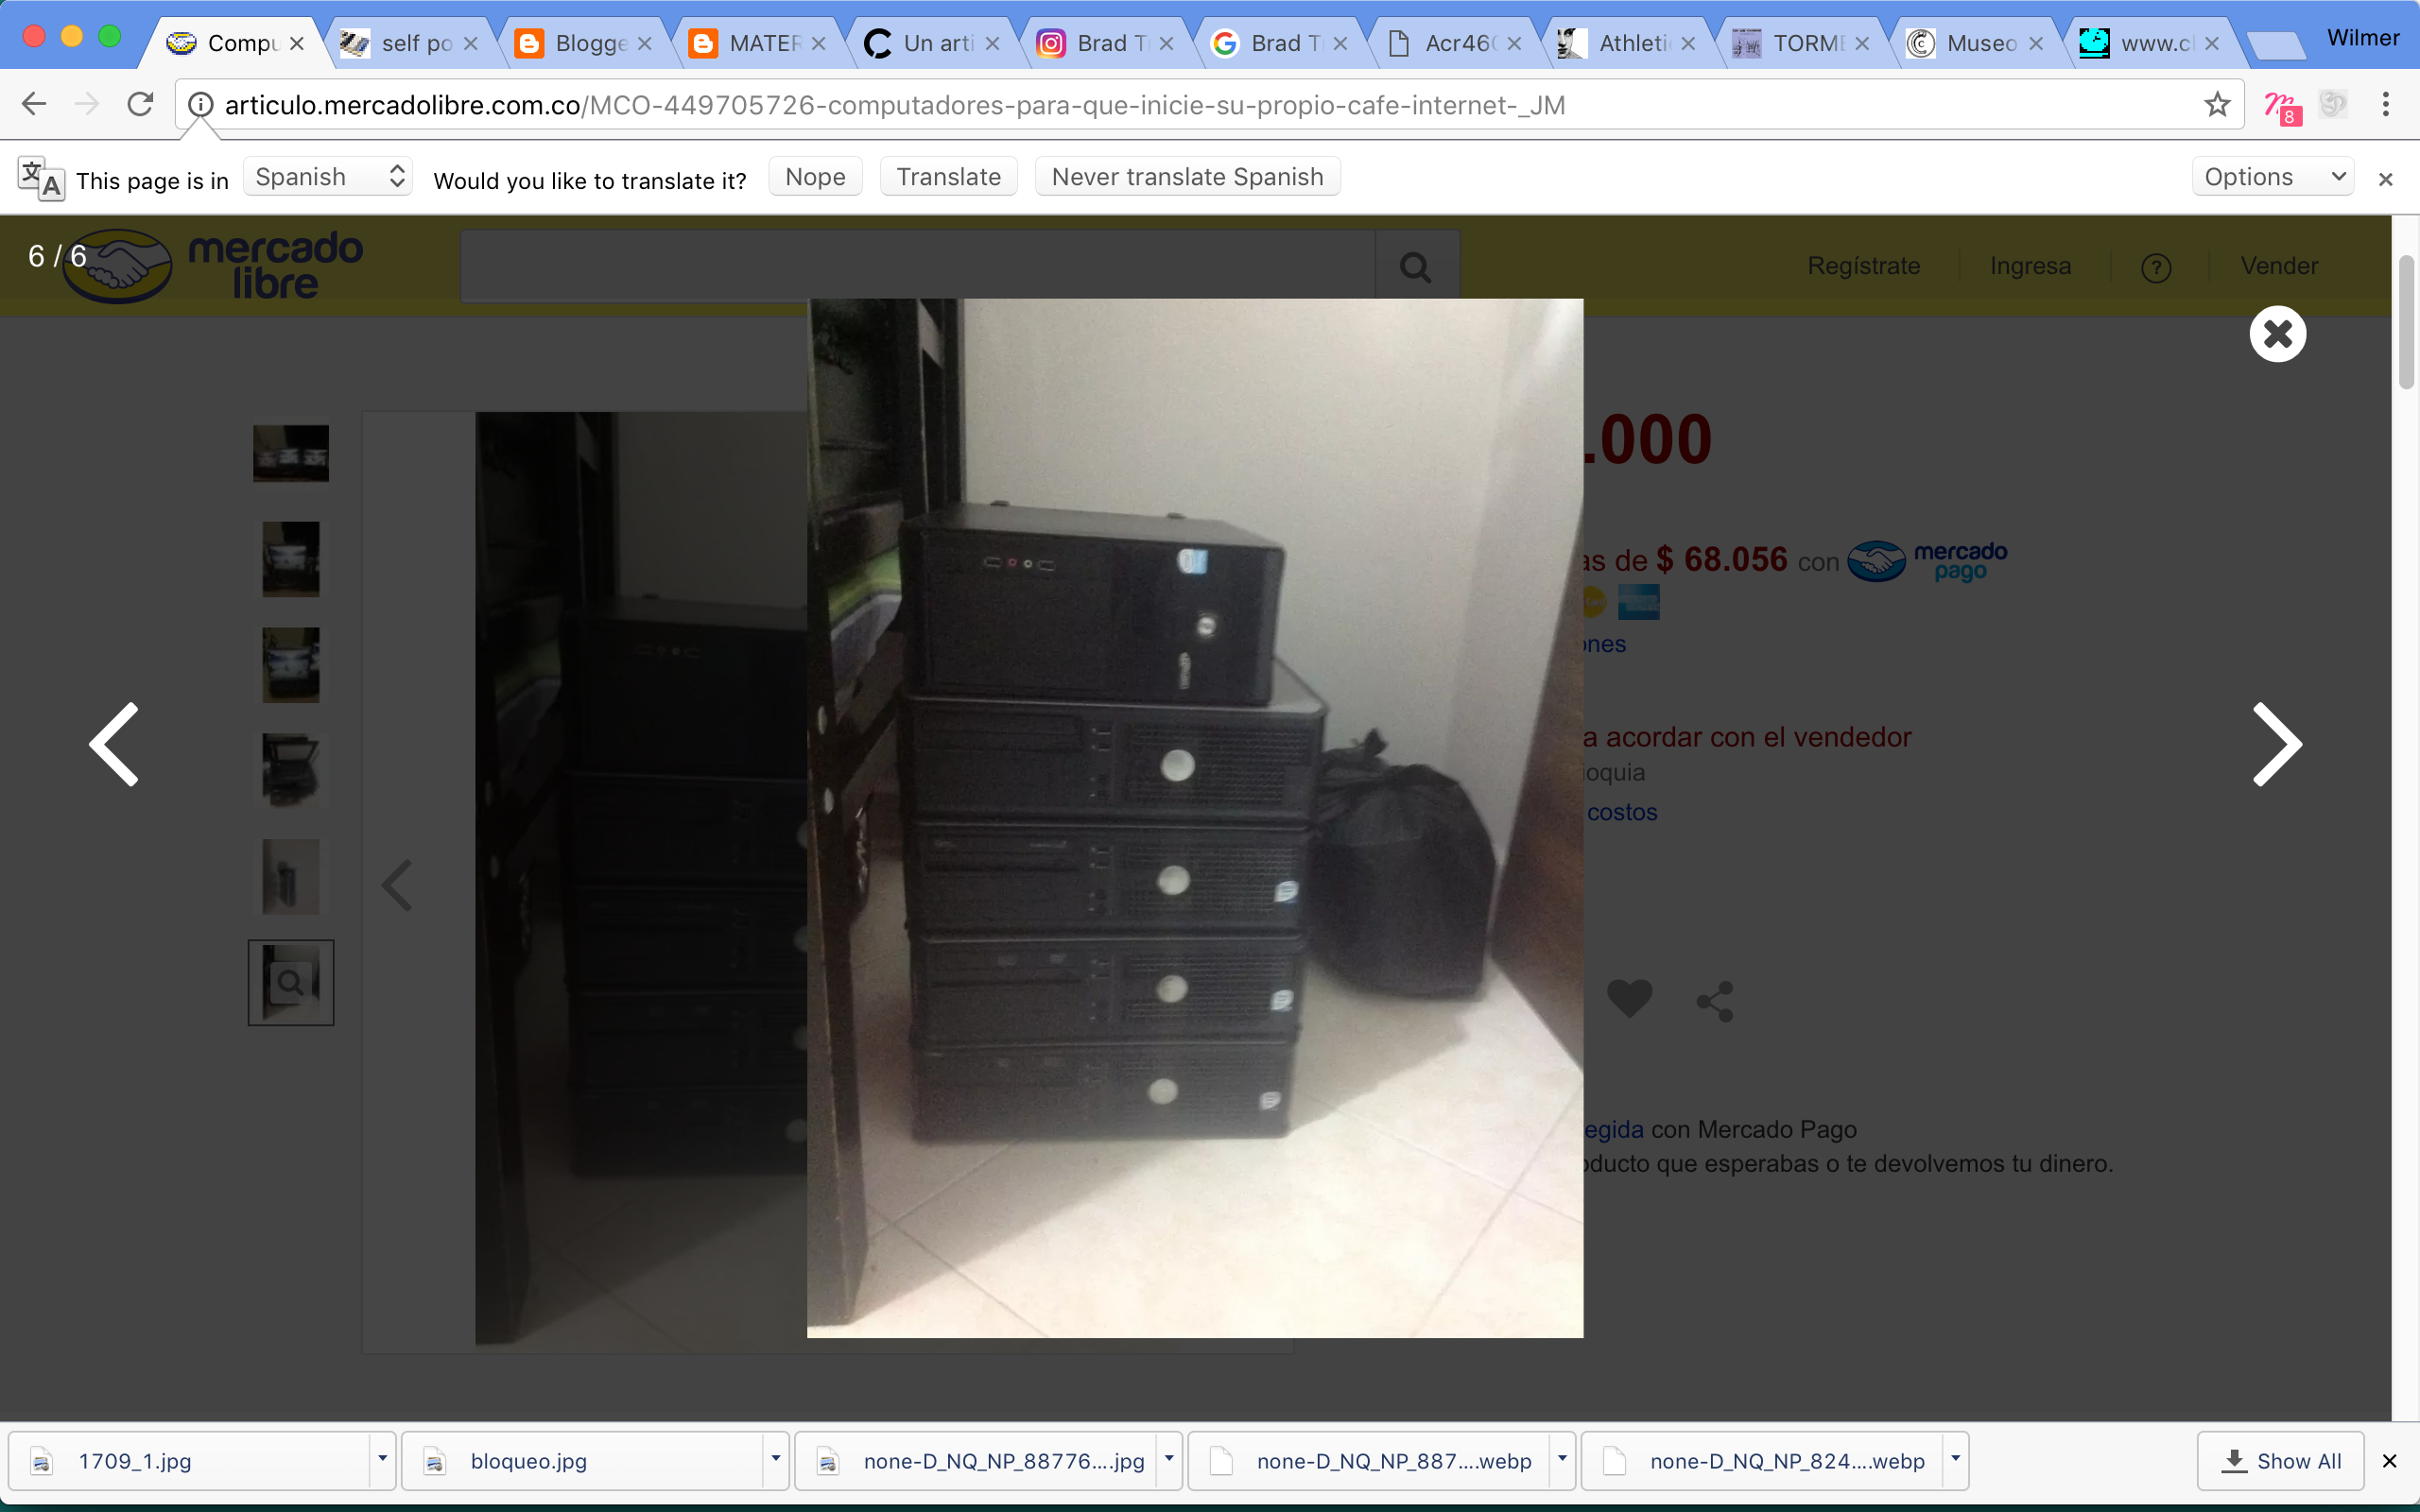 Compu
self po
Blogge
MATER
Un arti
Brad T
Brad T
Acr46
Athleti
TORME
Museo
www.c
Wilmer
articulo.mercadolibre.com.co/MCO-449705726-computadores-para-que-inicie-su-propio-cafe-internet-_JM
8
This page is in Spanish Would you like to translate it? Nope Translate Never translate Spanish Options
6 / 6
mercado
libre
Regístrate Ingresa ? Vender
.000
as de $ 68.056 con mercado
pago
ones
a acordar con el vendedor
ioquia
costos
egida con Mercado Pago
oducto que esperabas o te devolvemos tu dinero.
1709_1.jpg
bloqueo.jpg
none-D_NQ_NP_88776....jpg
none-D_NQ_NP_887....webp
none-D_NQ_NP_824....webp
Show All